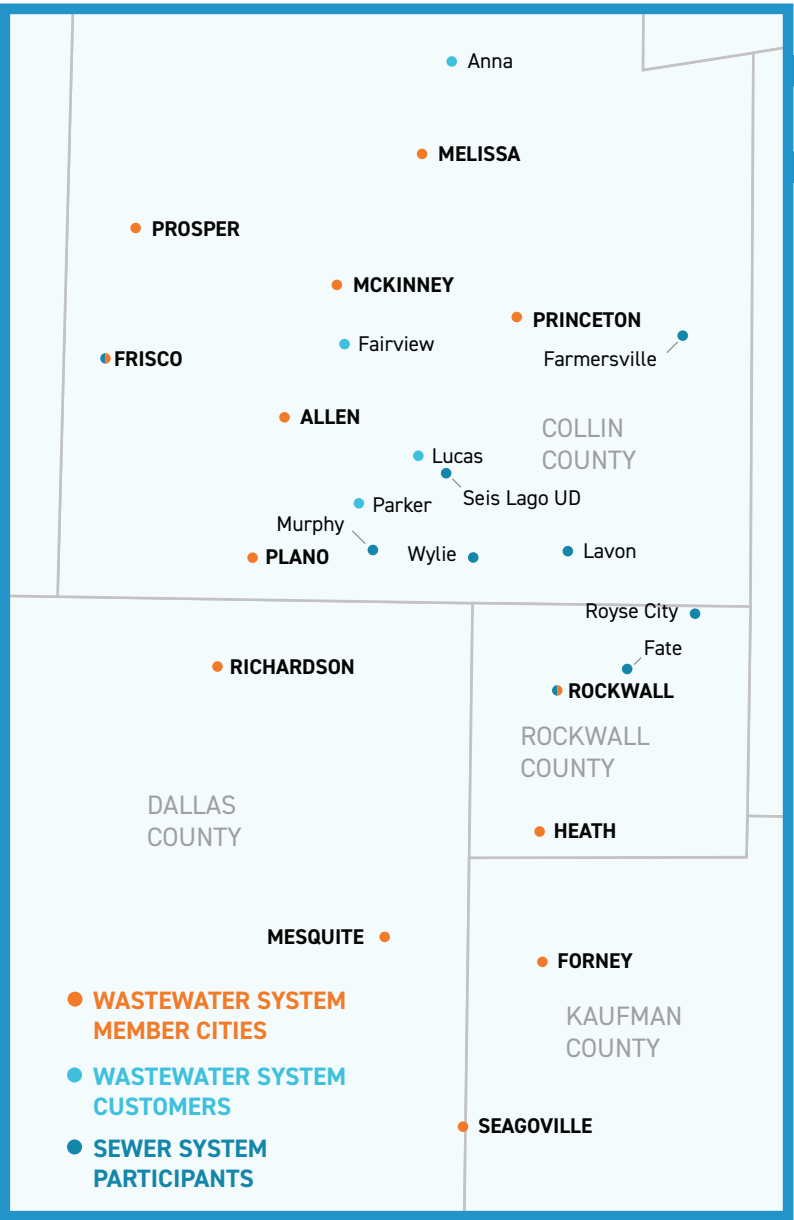 Anna
MELISSA
PROSPER
MCKINNEY
PRINCETON
Fairview
Farmersville
FRISCO
ALLEN
COLLIN
COUNTY
Lucas
Seis Lago UD
Parker
Murphy
Wylie
Lavon
PLANO
Royse City
Fate
RICHARDSON
ROCKWALL
ROCKWALL
COUNTY
DALLAS
COUNTY
HEATH
MESQUITE
FORNEY
KAUFMAN
COUNTY
SEAGOVILLE
WASTEWATER SYSTEM
MEMBER CITIES
WASTEWATER SYSTEM
CUSTOMERS
SEWER SYSTEM
PARTICIPANTS